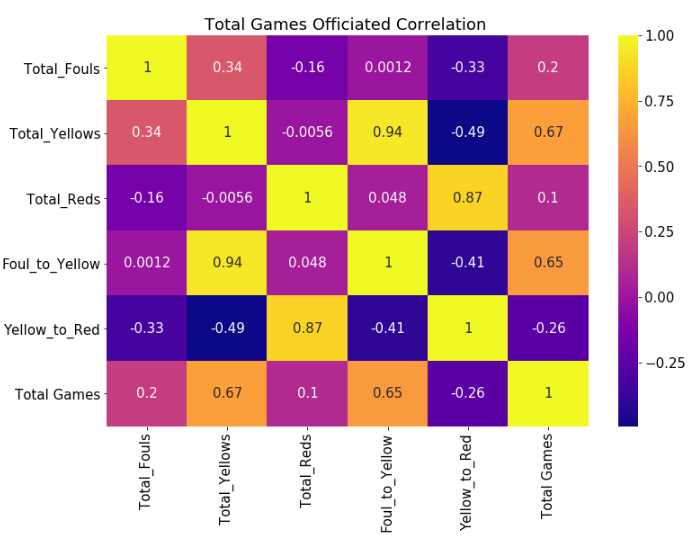 Total Games Officiated Correlation
Total_Fouls 1 0.34 -0.16 0.0012 -0.33 0.2
Total_Yellows 0.34 1 -0.0056 0.94 -0.49 0.67
Total_Reds -0.16 -0.0056 1 0.048 0.87 0.1
Foul_to_Yellow 0.0012 0.94 0.048 1 -0.41 0.65
Yellow_to_Red -0.33 -0.49 0.87 -0.41 1 -0.26
Total Games 0.2 0.67 0.1 0.65 -0.26 1
Total_Fouls Total_Yellows Total_Reds Foul_to_Yellow Yellow_to_Red Total Games
1.00
0.75
0.50
0.25
0.00
−0.25